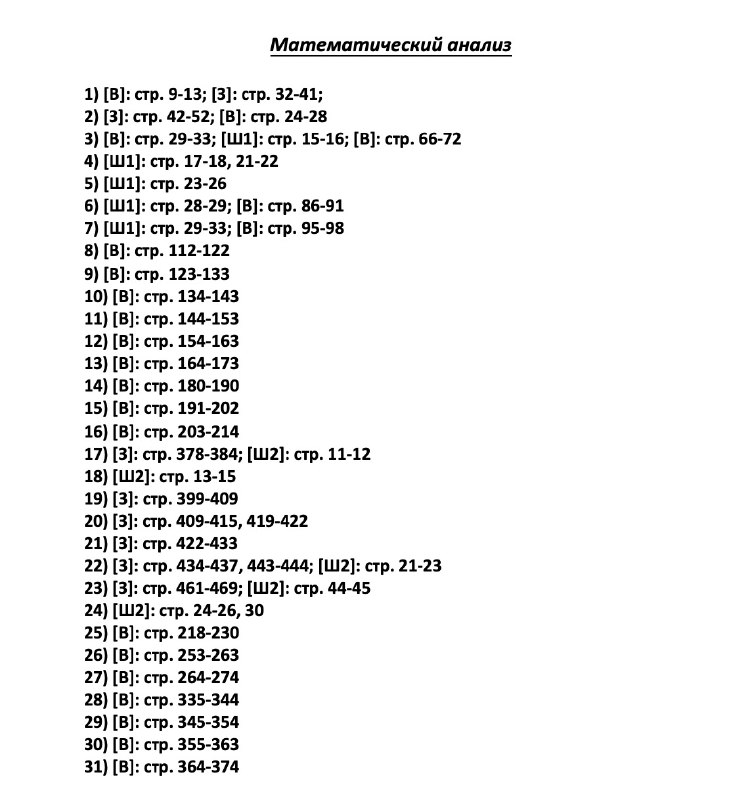 Математический анализ
1) [В]: стр. 9-13; [З]: стр. 32-41;
2) [З]: стр. 42-52; [В]: стр. 24-28
3) [В]: стр. 29-33; [Ш1]: стр. 15-16; [В]: стр. 66-72
4) [Ш1]: стр. 17-18, 21-22
5) [Ш1]: стр. 23-26
6) [Ш1]: стр. 28-29; [В]: стр. 86-91
7) [Ш1]: стр. 29-33; [В]: стр. 95-98
8) [В]: стр. 112-122
9) [В]: стр. 123-133
10) [В]: стр. 134-143
11) [В]: стр. 144-153
12) [В]: стр. 154-163
13) [В]: стр. 164-173
14) [В]: стр. 180-190
15) [В]: стр. 191-202
16) [В]: стр. 203-214
17) [З]: стр. 378-384; [Ш2]: стр. 11-12
18) [Ш2]: стр. 13-15
19) [З]: стр. 399-409
20) [З]: стр. 409-415, 419-422
21) [З]: стр. 422-433
22) [З]: стр. 434-437, 443-444; [Ш2]: стр. 21-23
23) [З]: стр. 461-469; [Ш2]: стр. 44-45
24) [Ш2]: стр. 24-26, 30
25) [В]: стр. 218-230
26) [В]: стр. 253-263
27) [В]: стр. 264-274
28) [В]: стр. 335-344
29) [В]: стр. 345-354
30) [В]: стр. 355-363
31) [В]: стр. 364-374